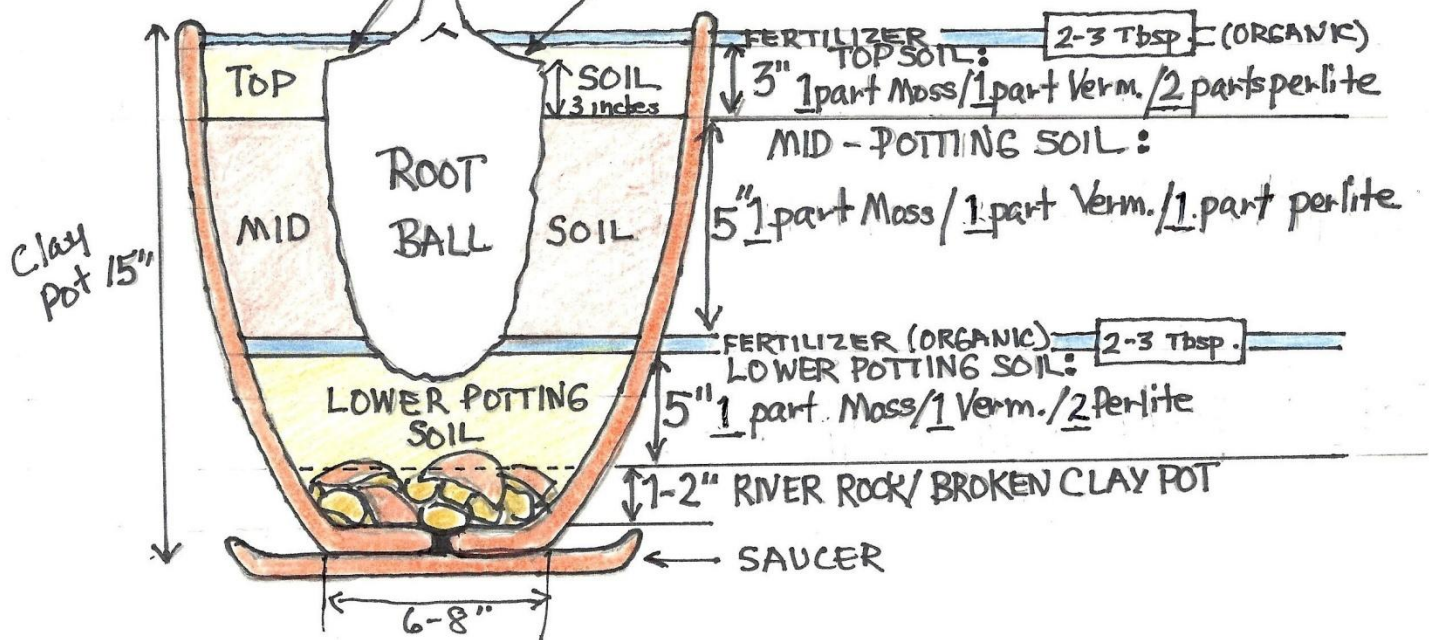 FERTILIZER 2-3 Tbsp. (ORGANIC)
TOP SOIL:
3" 1 part Moss/1 part Verm./2 parts perlite
TOP
SOIL
3 inches
MID-POTTING SOIL:
5" 1 part Moss/1 part Verm./1 part perlite
ROOT
BALL
MID
SOIL
Clay
Pot 15"
FERTILIZER (ORGANIC) 2-3 Tbsp.
LOWER POTTING SOIL:
5" 1 part Moss/1 Verm./2 Perlite
LOWER POTTING
SOIL
1-2" RIVER ROCK/BROKEN CLAY POT
SAUCER
6-8"